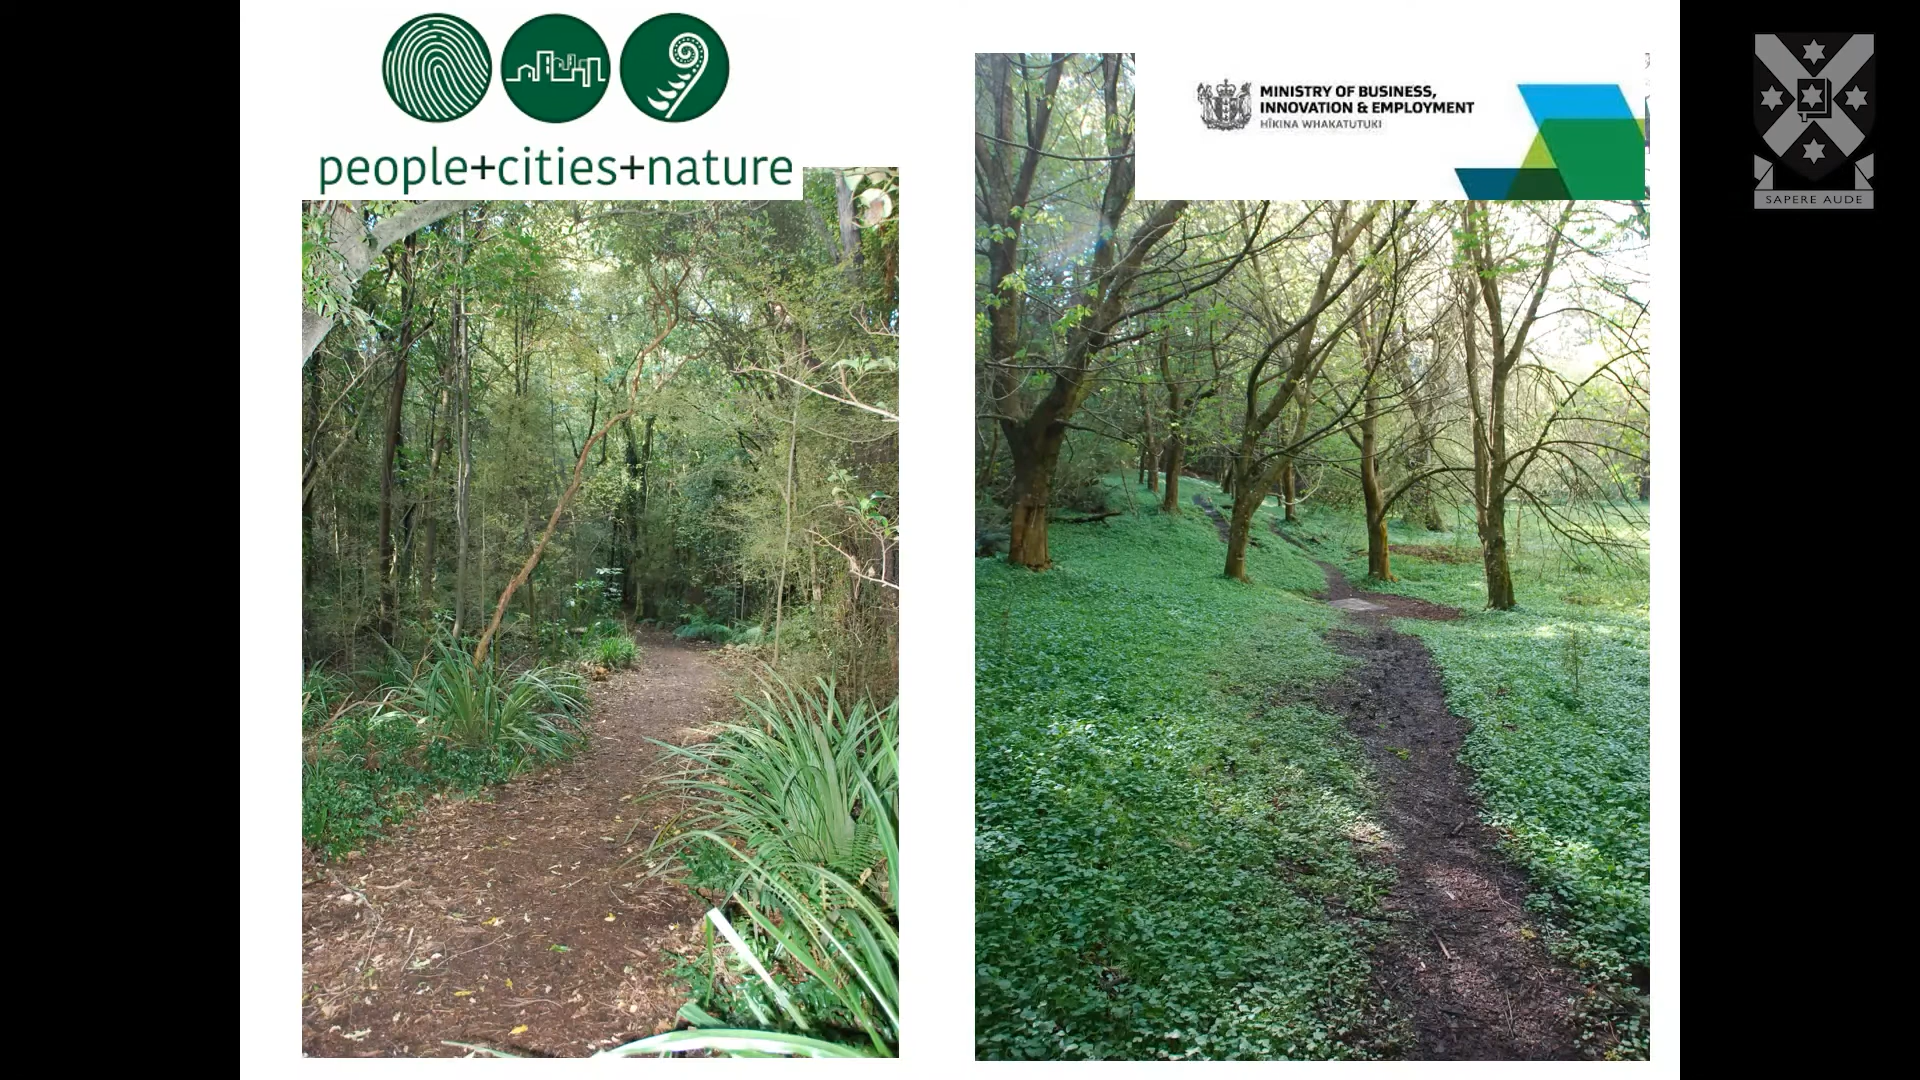 people+cities+nature
MINISTRY OF BUSINESS,
INNOVATION & EMPLOYMENT
HĪKINA WHAKATUTUKI
SAPERE AUDE